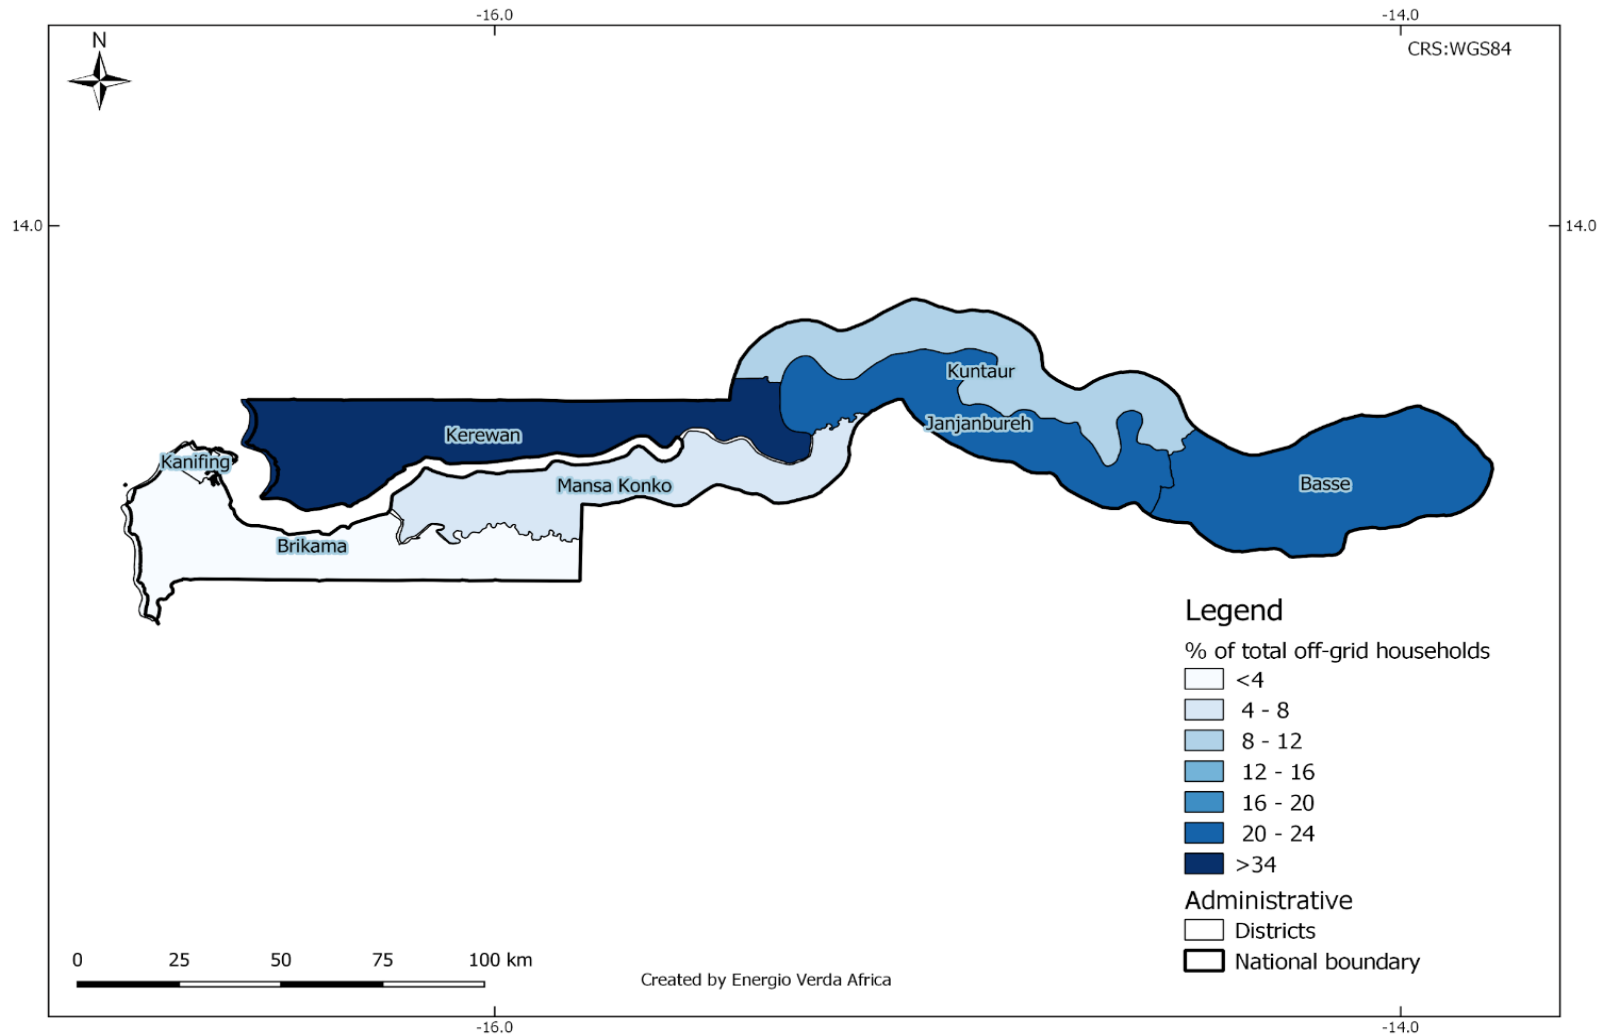 -16.0
-14.0
N
CRS:WGS84
14.0
14.0
Kuntaur
Janjanbureh
Kerewan
Kanifing
Mansa Konko
Basse
Brikama
Legend
% of total off-grid households
<4
4 - 8
8 - 12
12 - 16
16 - 20
20 - 24
>34
Administrative
Districts
National boundary
0 25 50 75 100 km
Created by Energio Verda Africa
-16.0
-14.0